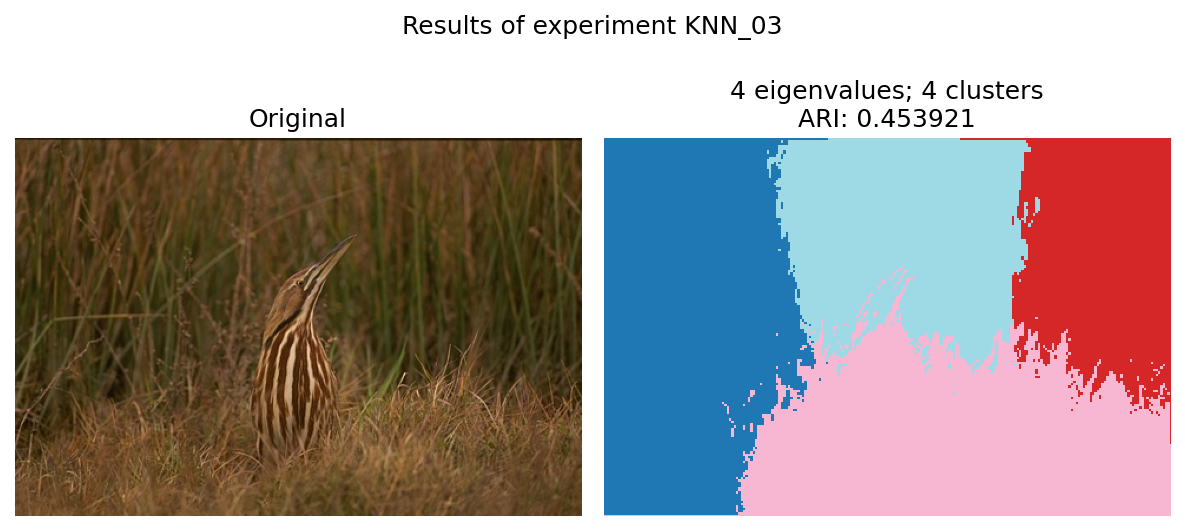 Results of experiment KNN_03
Original
4 eigenvalues; 4 clusters
ARI: 0.453921